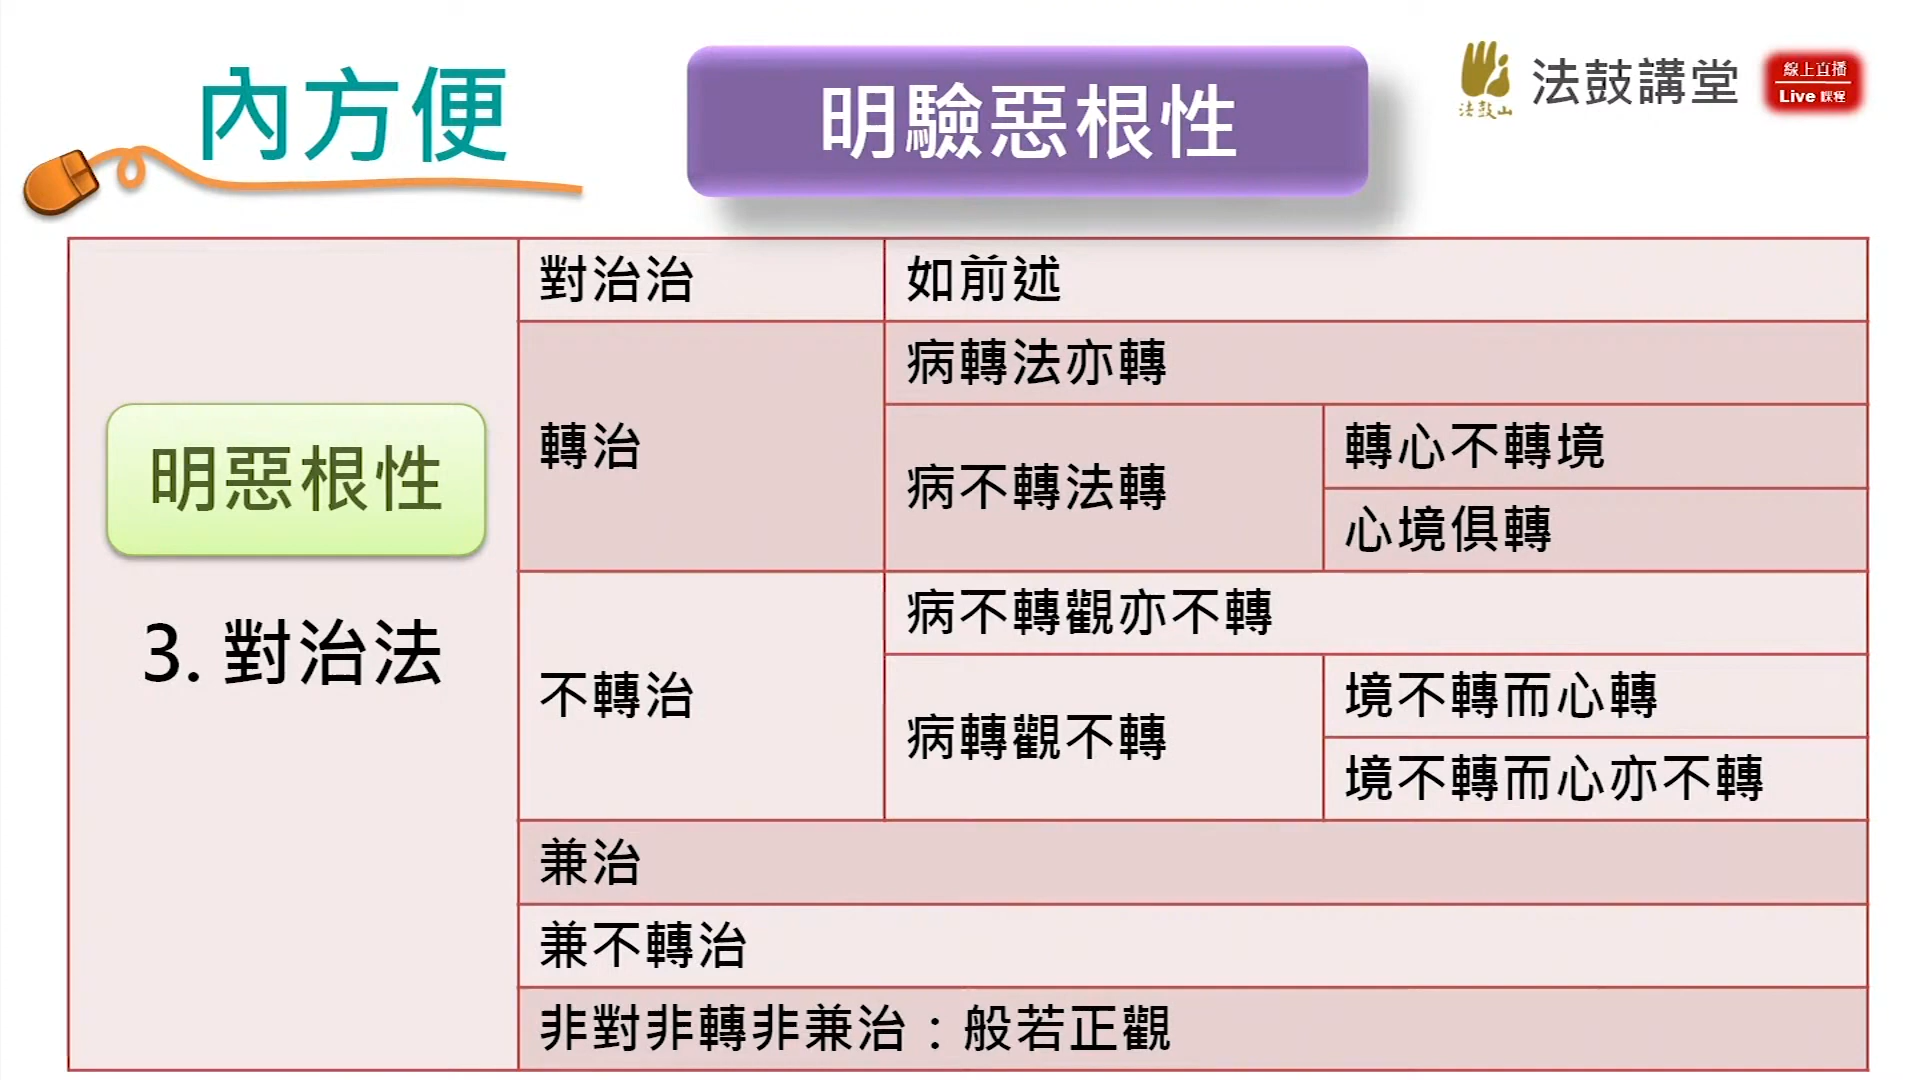 內方便
明驗惡根性
法鼓山
法鼓講堂
線上直播
Live 課程
明惡根性
3. 對治法
對治治
如前述
轉治
病轉法亦轉
病不轉法轉
轉心不轉境
心境俱轉
不轉治
病不轉觀亦不轉
病轉觀不轉
境不轉而心轉
境不轉而心亦不轉
兼治
兼不轉治
非對非轉非兼治：般若正觀